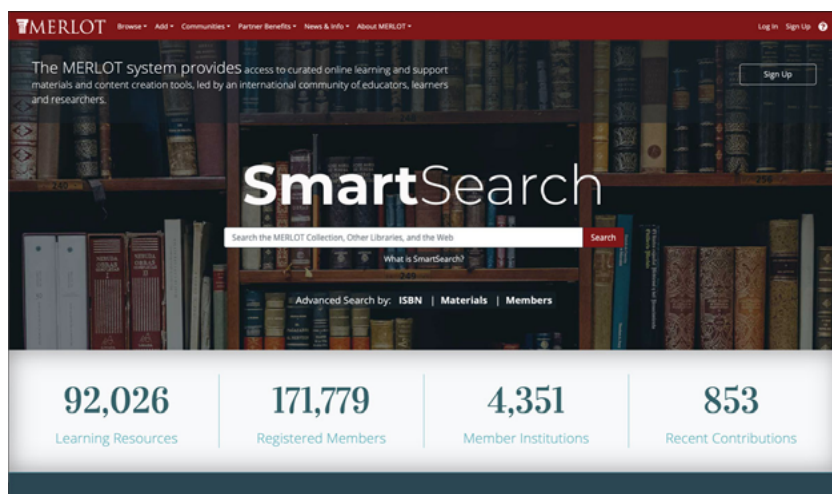 MERLOT
Browse Add Communities Partner Benefits News & Info About MERLOT
Log In Sign Up
The MERLOT system provides access to curated online learning and support
materials and content creation tools, led by an international community of educators, learners
and researchers.
Sign Up
SmartSearch
Search the MERLOT Collection, Other Libraries, and the Web
Search
What is SmartSearch?
Advanced Search by: ISBN | Materials | Members
240
248
249
256
92,026
Learning Resources
171,779
Registered Members
4,351
Member Institutions
853
Recent Contributions